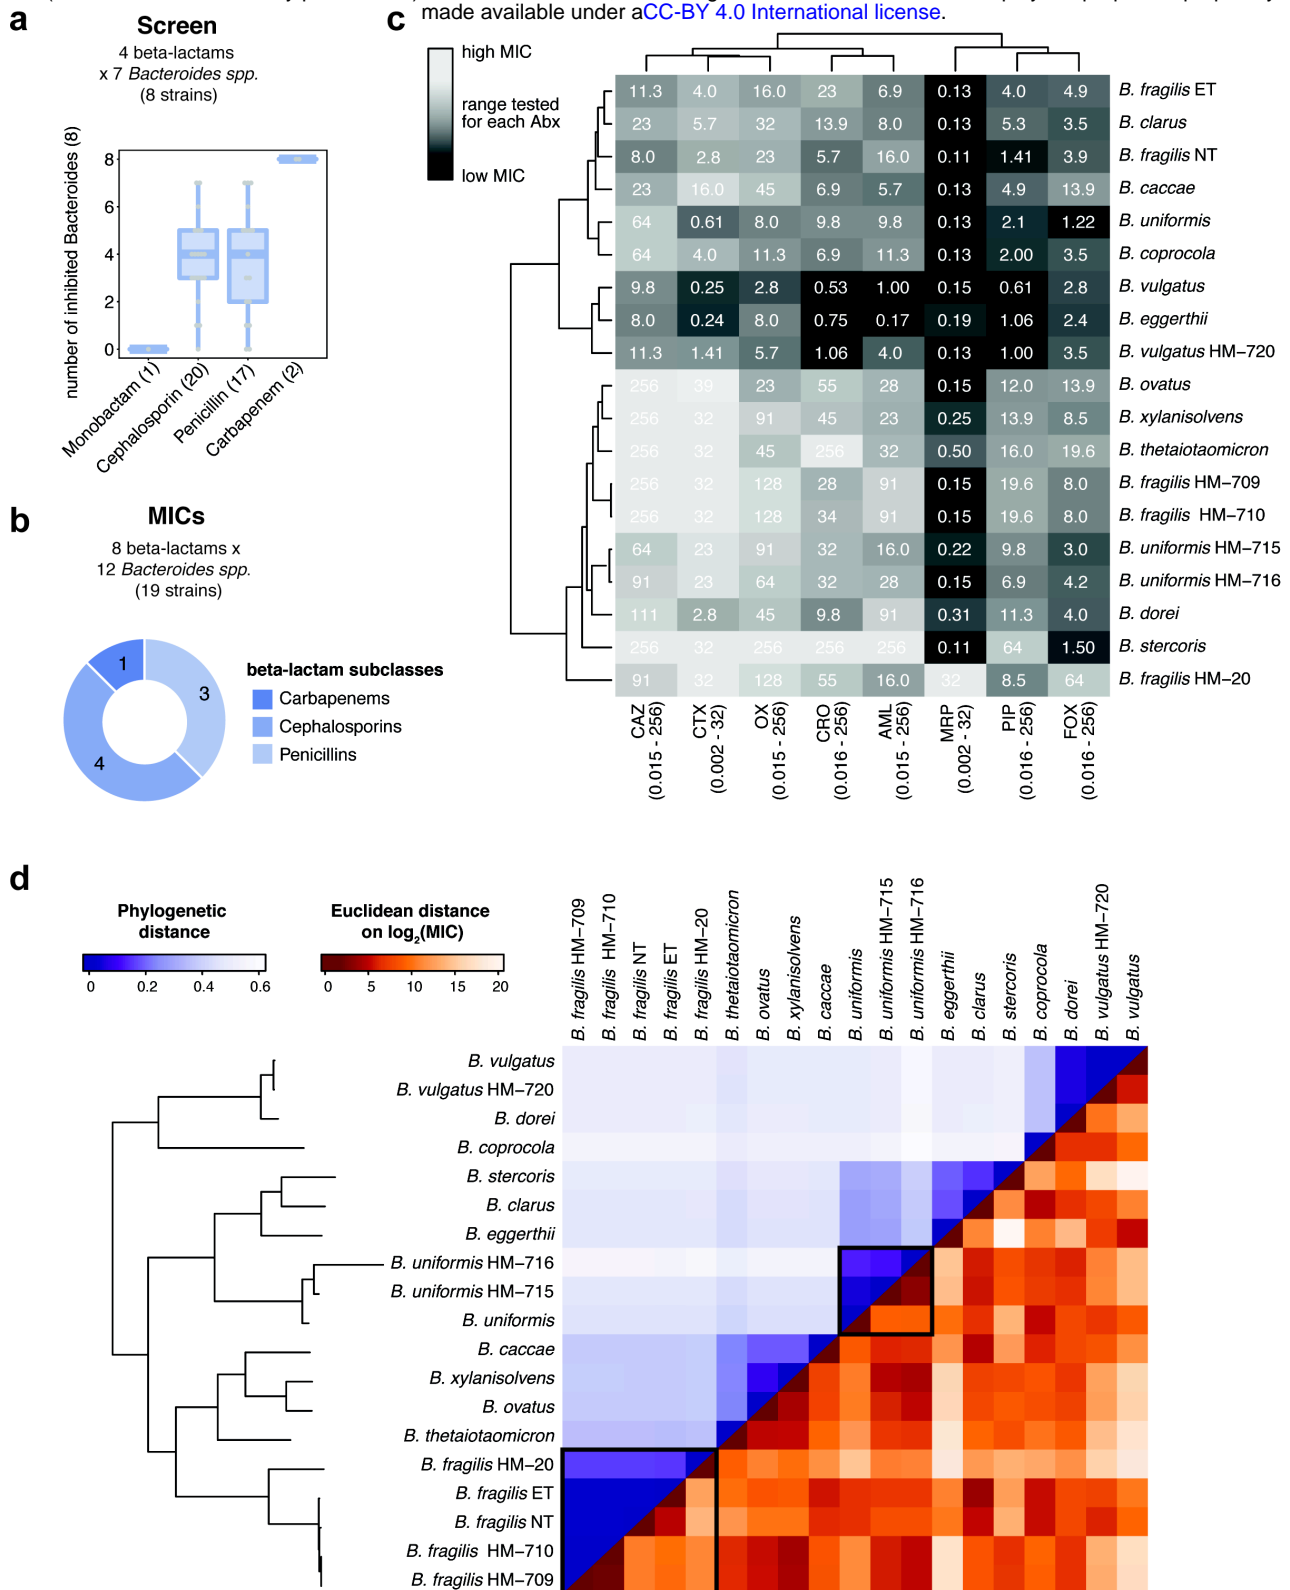 made available under aCC-BY 4.0 International license.
a
Screen
4 beta-lactams
x 7 Bacteroides spp.
(8 strains)
number of inhibited Bacteroides (8)
8
6
4
2
0
Monobactam (1)
Cephalosporin (20)
Penicillin (17)
Carbapenem (2)
b
MICs
8 beta-lactams x
12 Bacteroides spp.
(19 strains)
1
3
4
beta-lactam subclasses
Carbapenems
Cephalosporins
Penicillins
c
high MIC
range tested
for each Abx
low MIC
11.3 4.0 16.0 23 6.9 0.13 4.0 4.9 B. fragilis ET
23 5.7 32 13.9 8.0 0.13 5.3 3.5 B. clarus
8.0 2.8 23 5.7 16.0 0.11 1.41 3.9 B. fragilis NT
23 16.0 45 6.9 5.7 0.13 4.9 13.9 B. caccae
64 0.61 8.0 9.8 9.8 0.13 2.1 1.22 B. uniformis
64 4.0 11.3 6.9 11.3 0.13 2.00 3.5 B. coprocola
9.8 0.25 2.8 0.53 1.00 0.15 0.61 2.8 B. vulgatus
8.0 0.24 8.0 0.75 0.17 0.19 1.06 2.4 B. eggerthii
11.3 1.41 5.7 1.06 4.0 0.13 1.00 3.5 B. vulgatus HM−720
256 39 23 55 28 0.15 12.0 13.9 B. ovatus
256 32 91 45 23 0.25 13.9 8.5 B. xylanisolvens
256 32 45 256 32 0.50 16.0 19.6 B. thetaiotaomicron
256 32 128 28 91 0.15 19.6 8.0 B. fragilis HM−709
256 32 128 34 91 0.15 19.6 8.0 B. fragilis HM−710
64 23 91 32 16.0 0.22 9.8 3.0 B. uniformis HM−715
91 23 64 32 28 0.15 6.9 4.2 B. uniformis HM−716
111 2.8 45 9.8 91 0.31 11.3 4.0 B. dorei
256 256 256 256 256 0.11 64 1.50 B. stercoris
91 32 128 55 16.0 32 8.5 64 B. fragilis HM−20
CAZ
(0.015 - 256)
CTX
(0.002 - 32)
OX
(0.015 - 256)
CRO
(0.016 - 256)
AML
(0.015 - 256)
MRP
(0.002 - 32)
PIP
(0.016 - 256)
FOX
(0.016 - 256)
d
Phylogenetic
distance
0 0.2 0.4 0.6
Euclidean distance
on log2(MIC)
0 5 10 15 20
B. fragilis HM−709
B. fragilis HM−710
B. fragilis NT
B. fragilis ET
B. fragilis HM−20
B. thetaiotaomicron
B. ovatus
B. xylanisolvens
B. caccae
B. uniformis
B. uniformis HM−715
B. uniformis HM−716
B. eggerthii
B. clarus
B. stercoris
B. coprocola
B. dorei
B. vulgatus HM−720
B. vulgatus
B. vulgatus
B. vulgatus HM−720
B. dorei
B. coprocola
B. stercoris
B. clarus
B. eggerthii
B. uniformis HM−716
B. uniformis HM−715
B. uniformis
B. caccae
B. xylanisolvens
B. ovatus
B. thetaiotaomicron
B. fragilis HM−20
B. fragilis ET
B. fragilis NT
B. fragilis HM−710
B. fragilis HM−709